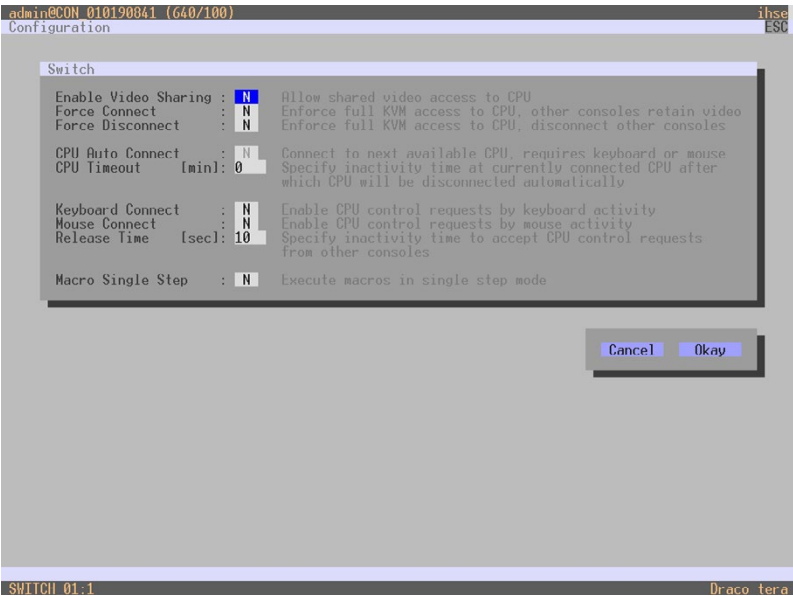 admin@CON_010190841 (640/100) ihse
Configuration ESC
Switch
Enable Video Sharing : N Allow shared video access to CPU
Force Connect : N Enforce full KVM access to CPU, other consoles retain video
Force Disconnect : N Enforce full KVM access to CPU, disconnect other consoles
CPU Auto Connect : N Connect to next available CPU, requires keyboard or mouse
CPU Timeout [min]: 0 Specify inactivity time at currently connected CPU after
which CPU will be disconnected automatically
Keyboard Connect : N Enable CPU control requests by keyboard activity
Mouse Connect : N Enable CPU control requests by mouse activity
Release Time [sec]: 10 Specify inactivity time to accept CPU control requests
from other consoles
Macro Single Step : N Execute macros in single step mode
Cancel Okay
SWITCH 01:1 Draco tera